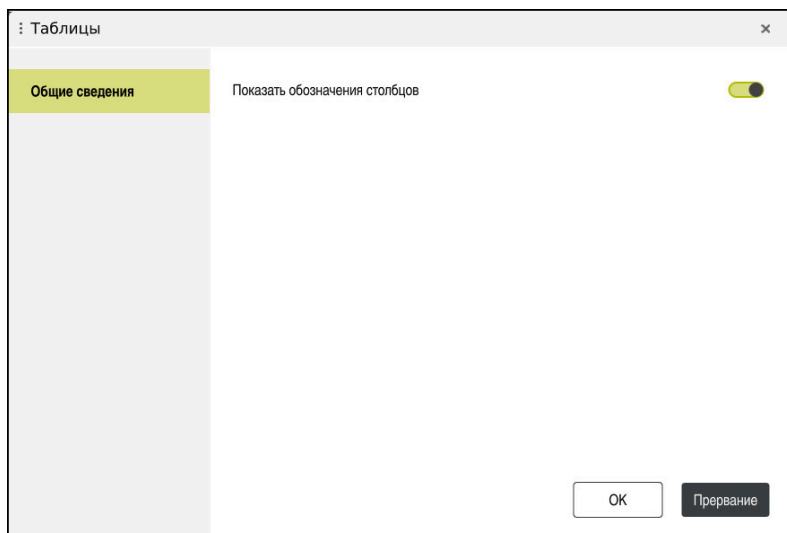 Таблицы
Общие сведения
Показать обозначения столбцов
OK
Прервание